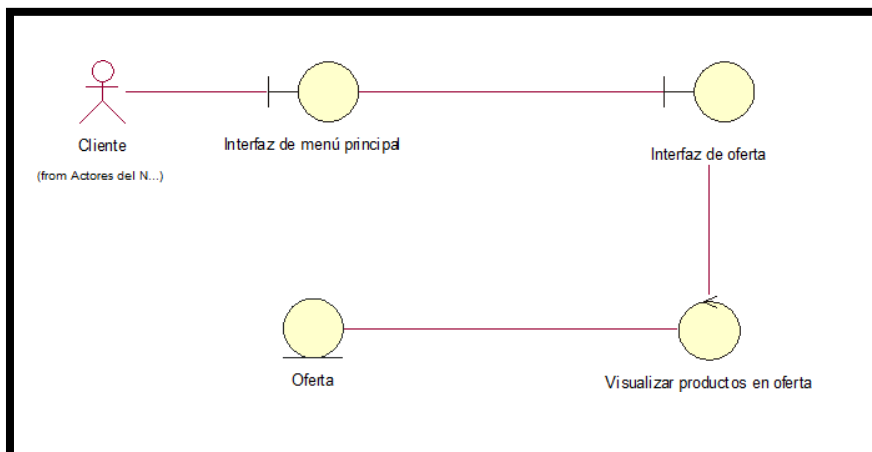 Cliente
(from Actores del N...)
Interfaz de menú principal
Interfaz de oferta
Oferta
Visualizar productos en oferta